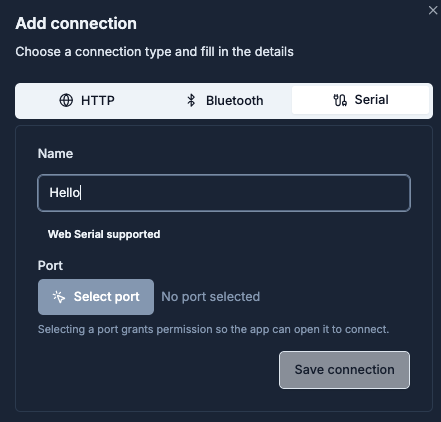 Add connection
Choose a connection type and fill in the details
HTTP Bluetooth Serial
Name
Hello
Web Serial supported
Port
Select port No port selected
Selecting a port grants permission so the app can open it to connect.
Save connection